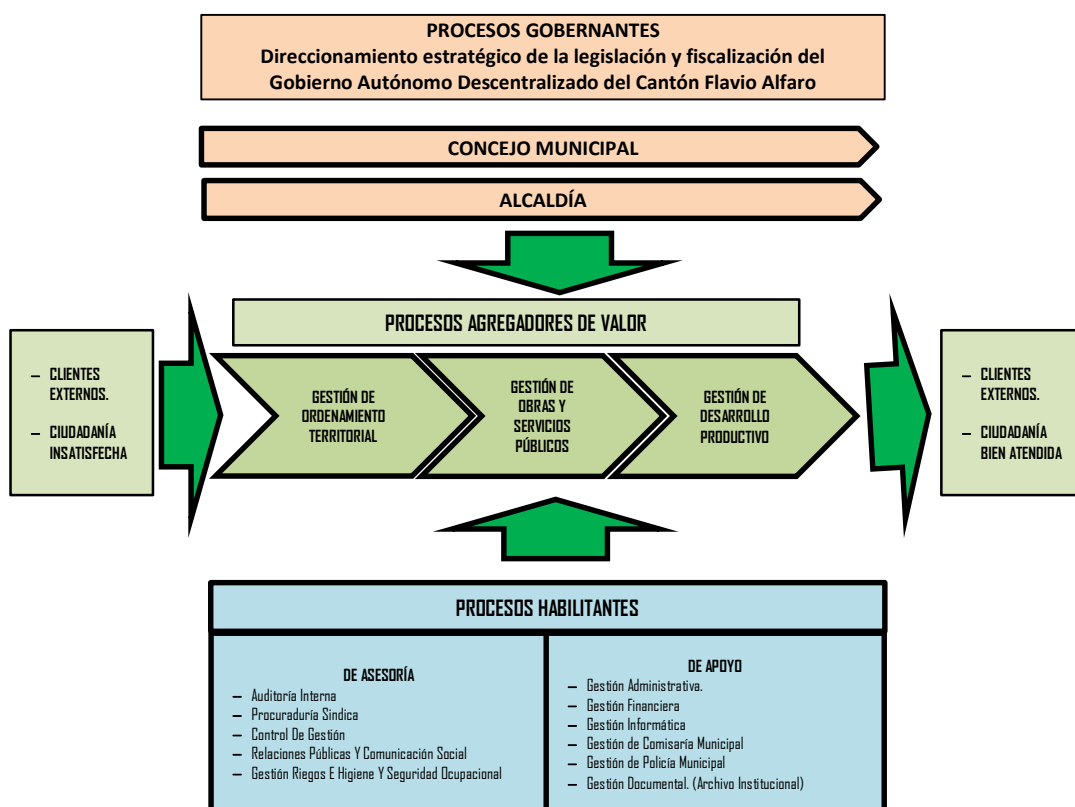 PROCESOS GOBERNANTES
Direccionamiento estratégico de la legislación y fiscalización del
Gobierno Autónomo Descentralizado del Cantón Flavio Alfaro
CONCEJO MUNICIPAL
ALCALDÍA
PROCESOS AGREGADORES DE VALOR
– CLIENTES
EXTERNOS.
– CIUDADANÍA
INSATISFECHA
GESTIÓN DE
ORDENAMIENTO
TERRITORIAL
GESTIÓN DE
OBRAS Y
SERVICIOS
PÚBLICOS
GESTIÓN DE
DESARROLLO
PRODUCTIVO
– CLIENTES
EXTERNOS.
– CIUDADANÍA
BIEN ATENDIDA
PROCESOS HABILITANTES
DE ASESORÍA
– Auditoría Interna
– Procuraduría Sindica
– Control De Gestión
– Relaciones Públicas Y Comunicación Social
– Gestión Riegos E Higiene Y Seguridad Ocupacional
DE APOYO
– Gestión Administrativa.
– Gestión Financiera
– Gestión Informática
– Gestión de Comisaría Municipal
– Gestión de Policía Municipal
– Gestión Documental. (Archivo Institucional)